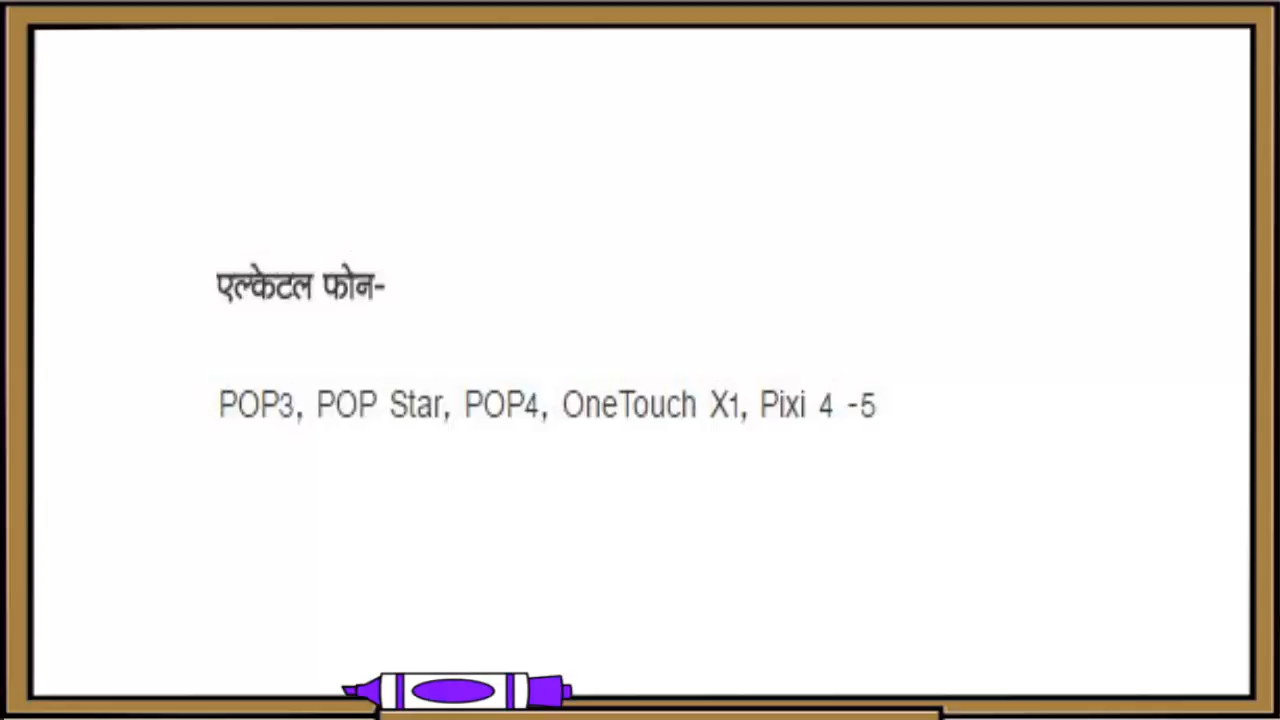 एल्केटल फोन-
POP3, POP Star, POP4, OneTouch X1, Pixi 4 -5